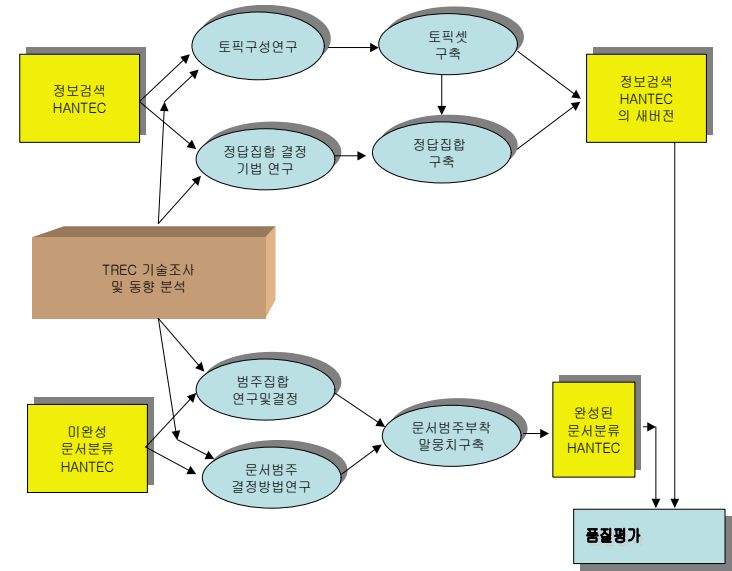 토픽구성연구
토픽셋
구축
정보검색
HANTEC
정보검색
HANTEC
의 새버전
정답집합 결정
기법 연구
정답집합
구축
TREC 기술조사
및 동향 분석
범주집합
연구및결정
미완성
문서분류
HANTEC
문서범주부착
말뭉치구축
완성된
문서분류
HANTEC
문서범주
결정방법연구
품질평가